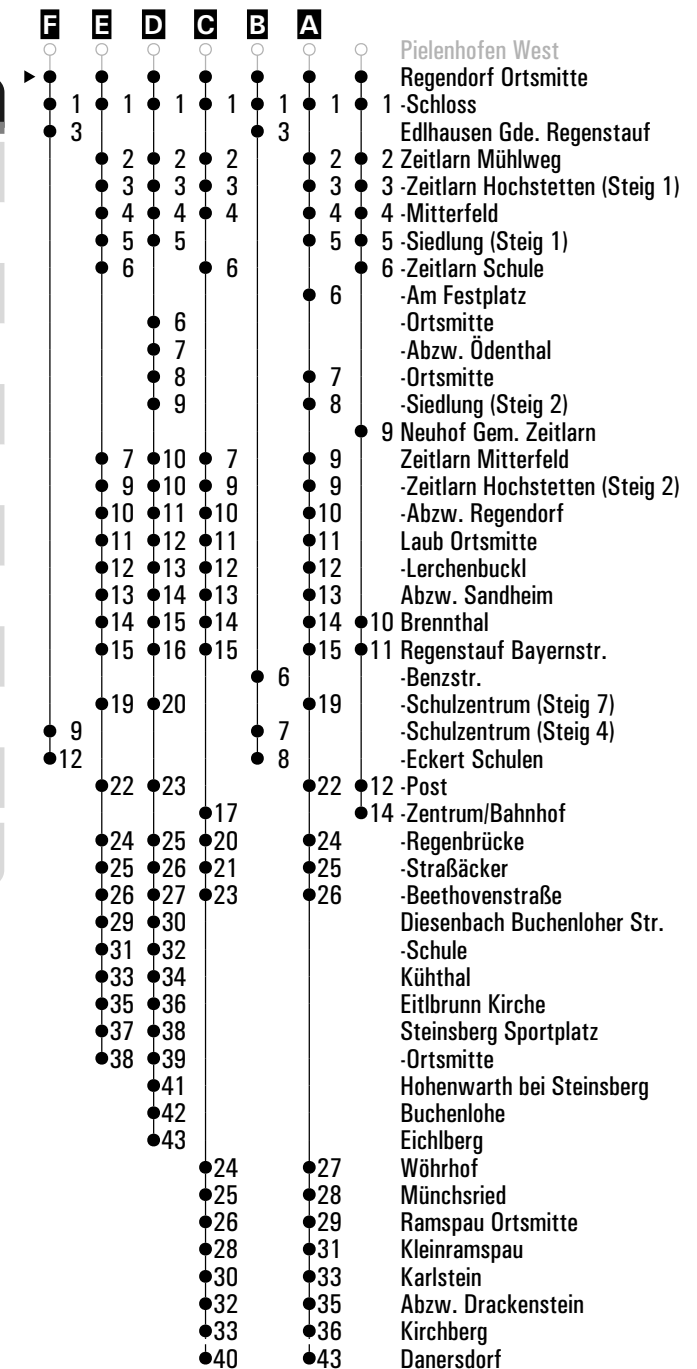 F E D C B A
Pielenhofen West
Regendorf Ortsmitte
1 1 1 1 1 1 1 -Schloss
3 3 Edlhausen Gde. Regenstauf
2 2 2 2 2 Zeitlarn Mühlweg
3 3 3 3 3 -Zeitlarn Hochstetten (Steig 1)
4 4 4 4 4 -Mitterfeld
5 5 5 5 -Siedlung (Steig 1)
6 6 6 -Zeitlarn Schule
6 -Am Festplatz
6 -Ortsmitte
7 -Abzw. Ödenthal
8 7 -Ortsmitte
9 8 -Siedlung (Steig 2)
9 Neuhof Gem. Zeitlarn
7 10 7 9 Zeitlarn Mitterfeld
9 10 9 9 -Zeitlarn Hochstetten (Steig 2)
10 11 10 10 -Abzw. Regendorf
11 12 11 11 Laub Ortsmitte
12 13 12 12 -Lerchenbuckl
13 14 13 13 Abzw. Sandheim
14 15 14 14 10 Brennthal
15 16 15 15 11 Regenstauf Bayernstr.
6 -Benzstr.
19 20 19 -Schulzentrum (Steig 7)
9 7 -Schulzentrum (Steig 4)
12 8 -Eckert Schulen
22 23 22 12 -Post
17 14 -Zentrum/Bahnhof
24 25 20 24 -Regenbrücke
25 26 21 25 -Straßäcker
26 27 23 26 -Beethovenstraße
29 30 Diesenbach Buchenloher Str.
31 32 -Schule
33 34 Kühthal
35 36 Eitlbrunn Kirche
37 38 Steinsberg Sportplatz
38 39 -Ortsmitte
41 Hohenwarth bei Steinsberg
42 Buchenlohe
43 Eichlberg
24 27 Wöhrhof
25 28 Münchsried
26 29 Ramspau Ortsmitte
28 31 Kleinramspau
30 33 Karlstein
32 35 Abzw. Drackenstein
33 36 Kirchberg
40 43 Danersdorf